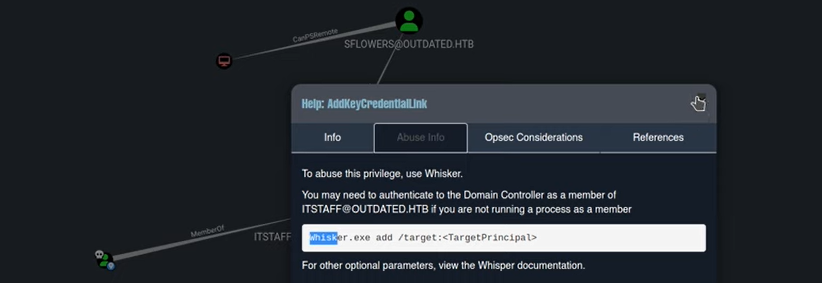 CanPSRemote
SFLOWERS@OUTDATED.HTB
Help: AddKeyCredentialLink
Info
Abuse Info
Opsec Considerations
References
To abuse this privilege, use Whisker.
You may need to authenticate to the Domain Controller as a member of
ITSTAFF@OUTDATED.HTB if you are not running a process as a member
MemberOf
ITSTAFF
Whisker.exe add /target:<TargetPrincipal>
For other optional parameters, view the Whisper documentation.